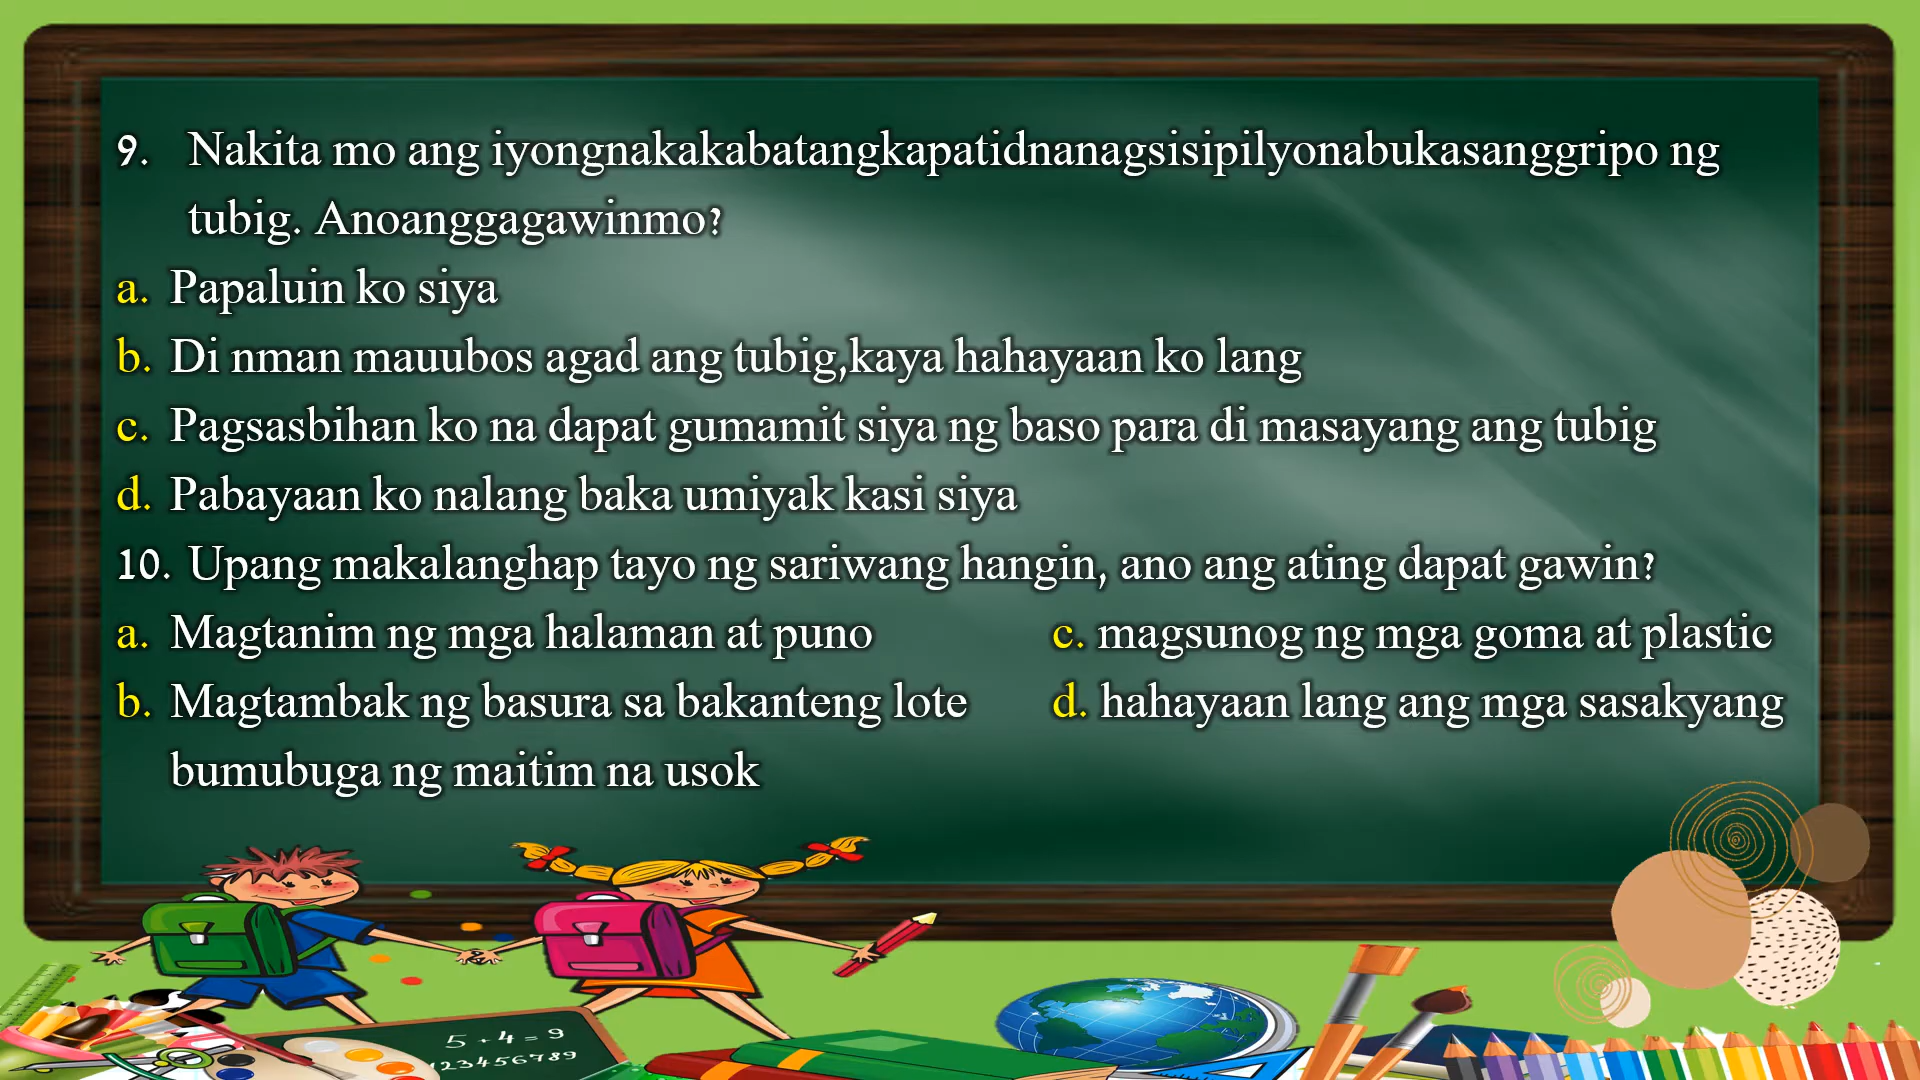 9. Nakita mo ang iyongnakakabatangkapatidnanagsisipilyonabukasanggripo ng
tubig. Anoanggagawinmo?
a. Papaluin ko siya
b. Di nman mauubos agad ang tubig,kaya hahayaan ko lang
c. Pagsasbihan ko na dapat gumamit siya ng baso para di masayang ang tubig
d. Pabayaan ko nalang baka umiyak kasi siya
10. Upang makalanghap tayo ng sariwang hangin, ano ang ating dapat gawin?
a. Magtanim ng mga halaman at puno c. magsunog ng mga goma at plastic
b. Magtambak ng basura sa bakanteng lote d. hahayaan lang ang mga sasakyang
bumubuga ng maitim na usok
5 + 4 = 9
123456789